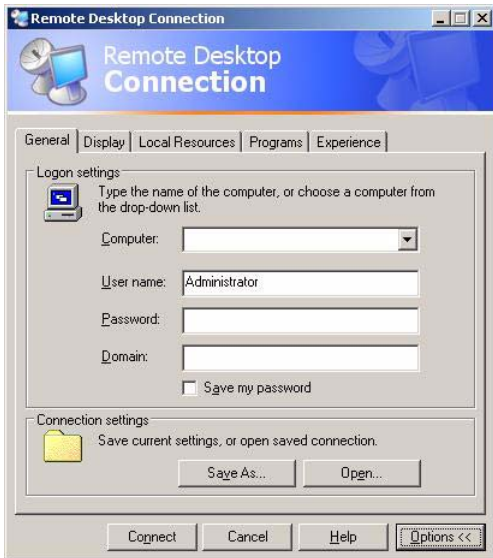 Remote Desktop Connection
Remote Desktop
Connection
General Display Local Resources Programs Experience
Logon settings
Type the name of the computer, or choose a computer from
the drop-down list.
Computer:
User name: Administrator
Password:
Domain:
Save my password
Connection settings
Save current settings, or open saved connection.
Save As... Open...
Connect Cancel Help Options <<